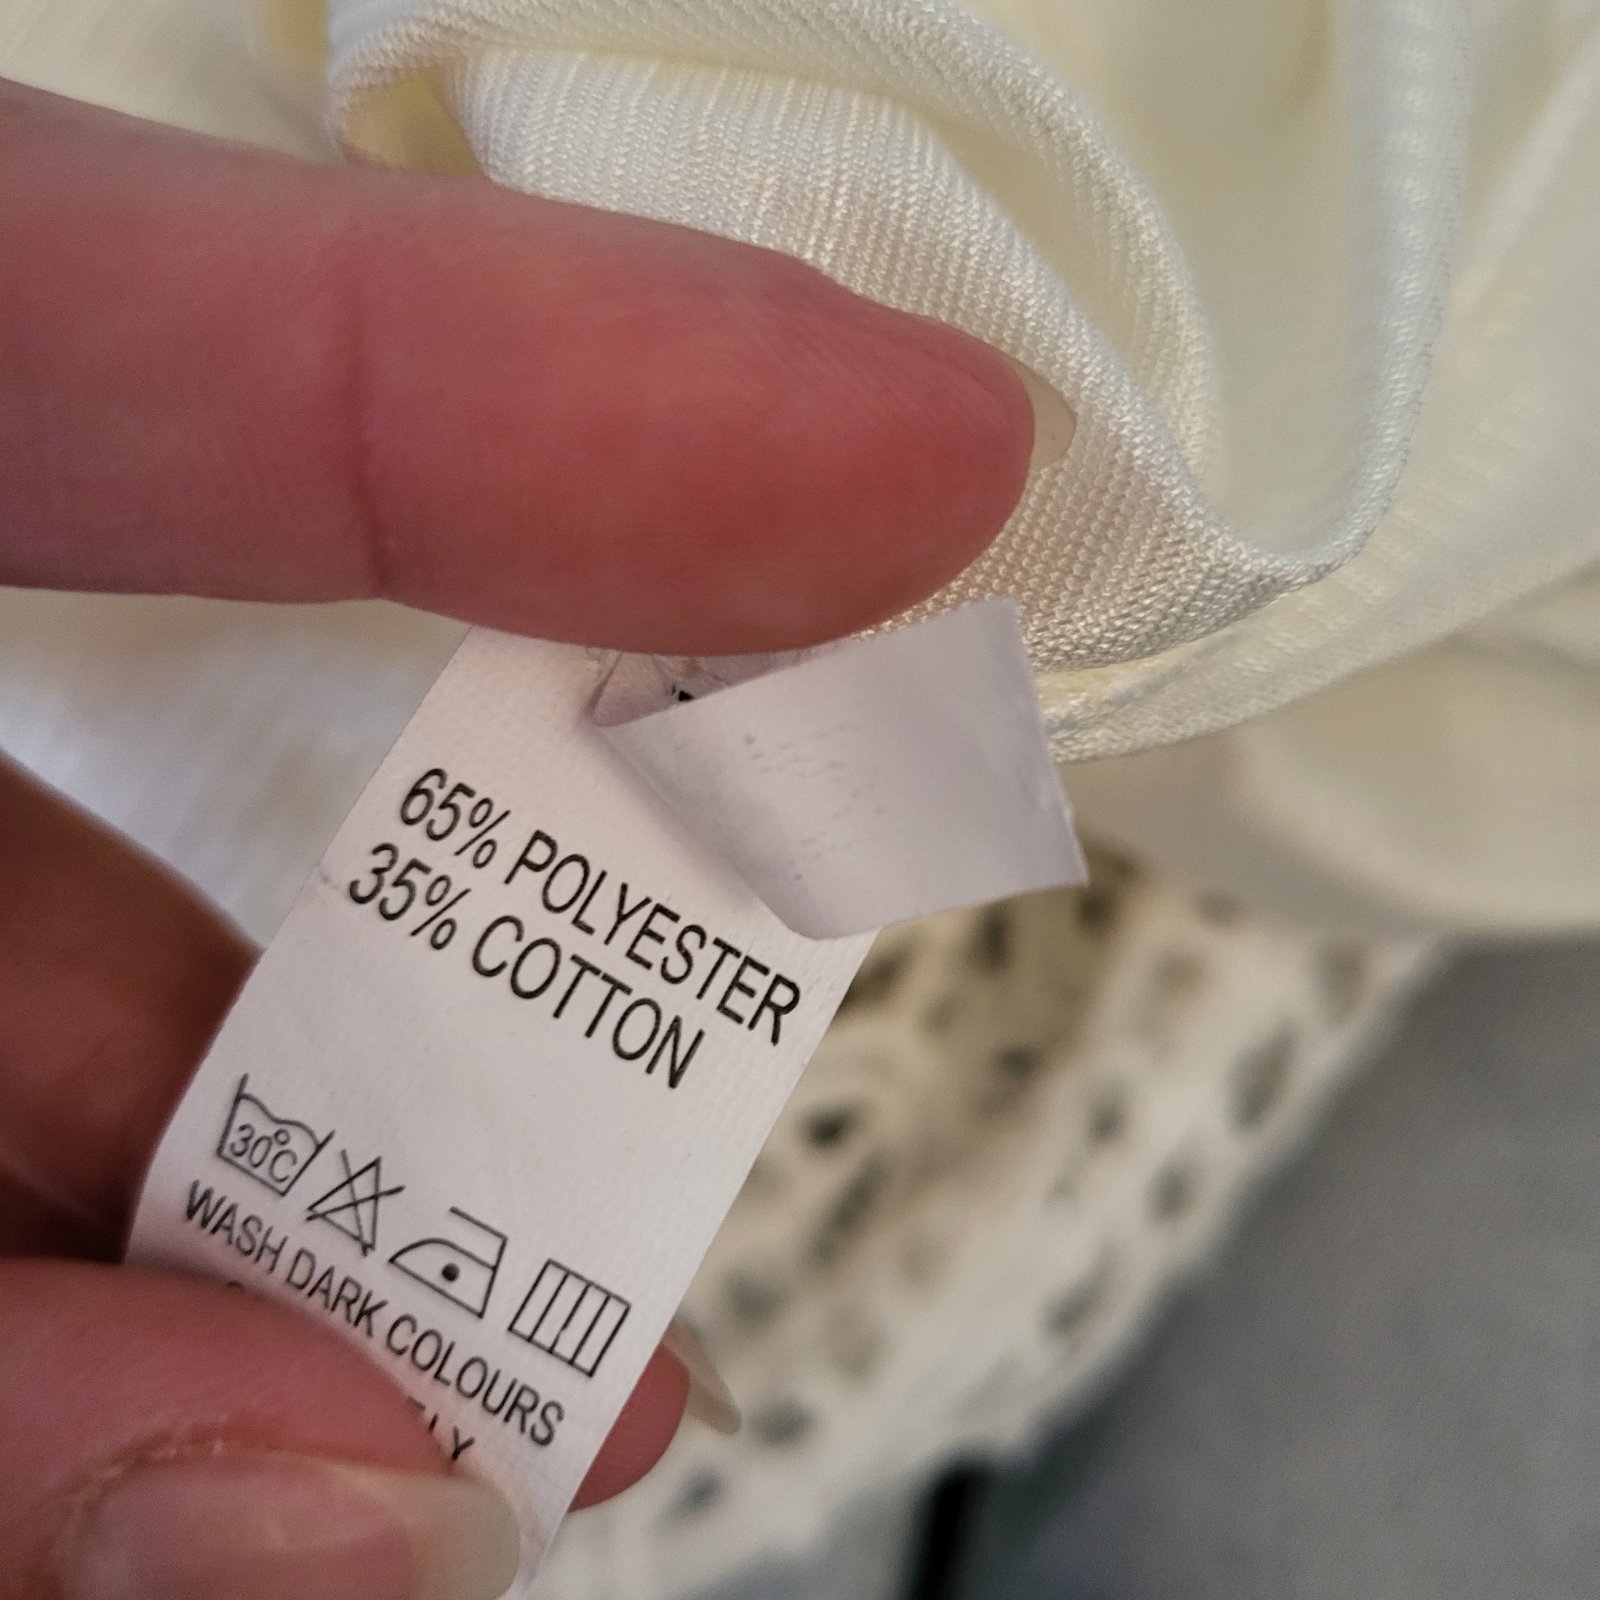 65% POLYESTER
35% COTTON
30°C
WASH DARK COLOURS